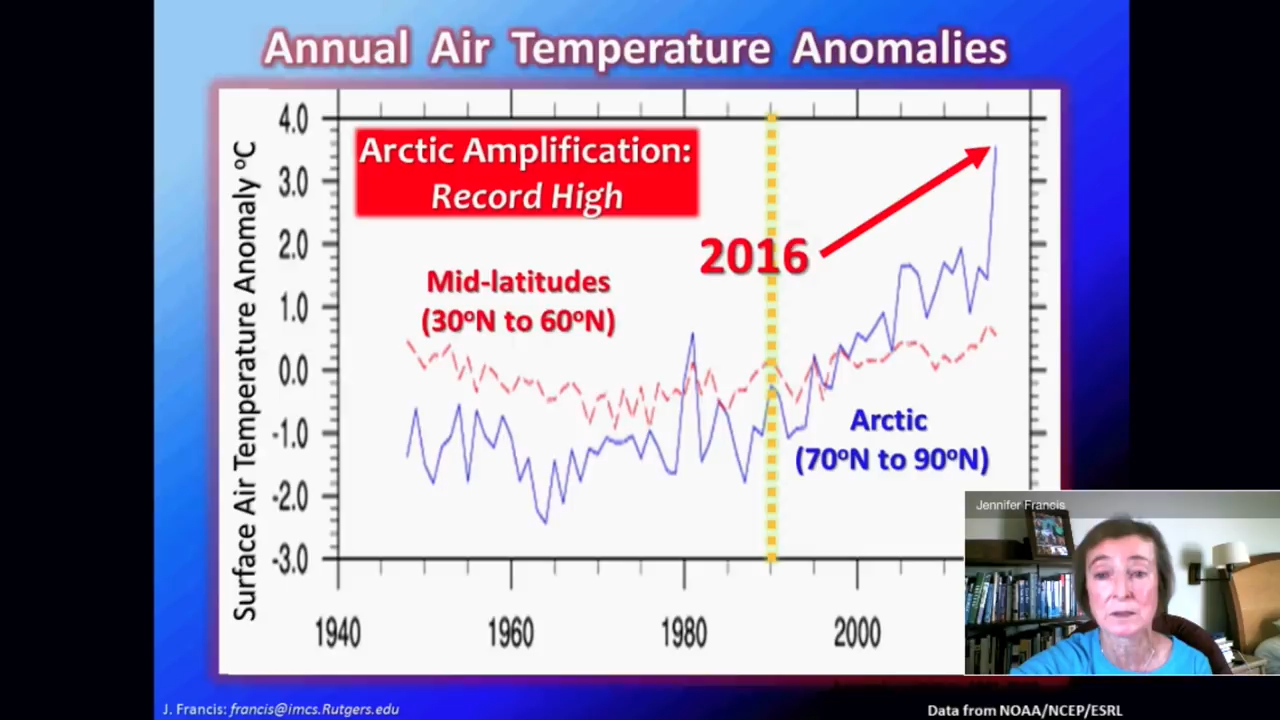 Annual Air Temperature Anomalies
Surface Air Temperature Anomaly ºC
4.0
3.0
2.0
1.0
0.0
-1.0
-2.0
-3.0
Arctic Amplification:
Record High
2016
Mid-latitudes
(30ºN to 60ºN)
Arctic
(70ºN to 90ºN)
1940
1960
1980
2000
Jennifer Francis
J. Francis: francis@imcs.Rutgers.edu
Data from NOAA/NCEP/ESRL